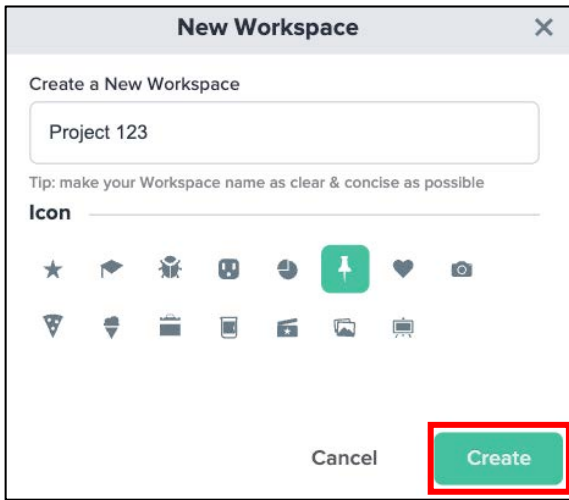 New Workspace
Create a New Workspace
Project 123
Tip: make your Workspace name as clear & concise as possible
Icon
Cancel
Create